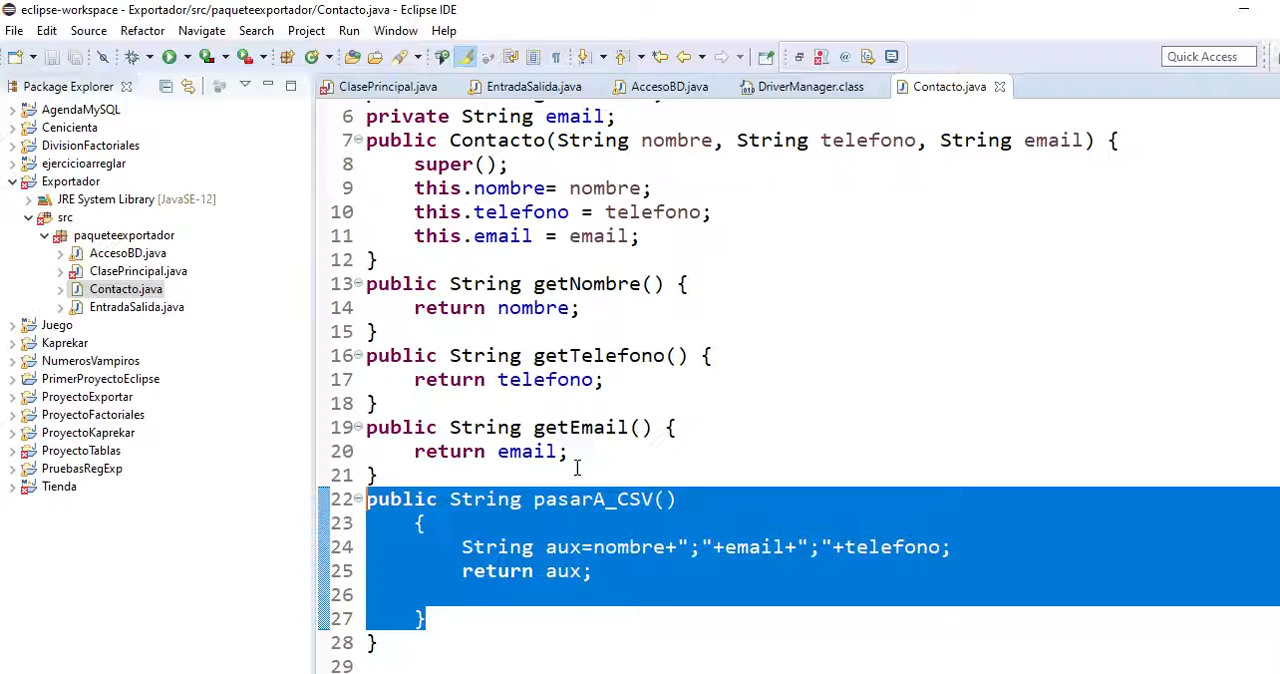 eclipse-workspace - Exportador/src/paqueteexportador/Contacto.java - Eclipse IDE
File Edit Source Refactor Navigate Search Project Run Window Help
Quick Access
Package Explorer
ClasePrincipal.java EntradaSalida.java AccesoBD.java DriverManager.class Contacto.java
AgendaMySQL
Cenicienta
DivisionFactoriales
ejercicioarreglar
Exportador
JRE System Library [JavaSE-12]
src
paqueteexportador
AccesoBD.java
ClasePrincipal.java
Contacto.java
EntradaSalida.java
Juego
Kaprekar
NumerosVampiros
PrimerProyectoEclipse
ProyectoExportar
ProyectoFactoriales
ProyectoKaprekar
ProyectoTablas
PruebasRegExp
Tienda
6 private String email;
7 public Contacto(String nombre, String telefono, String email) {
8 super();
9 this.nombre= nombre;
10 this.telefono = telefono;
11 this.email = email;
12 }
13 public String getNombre() {
14 return nombre;
15 }
16 public String getTelefono() {
17 return telefono;
18 }
19 public String getEmail() {
20 return email;
21 }
22 public String pasarA_CSV()
23 {
24 String aux=nombre+";"+email+";"+telefono;
25 return aux;
26
27 }
28 }
29